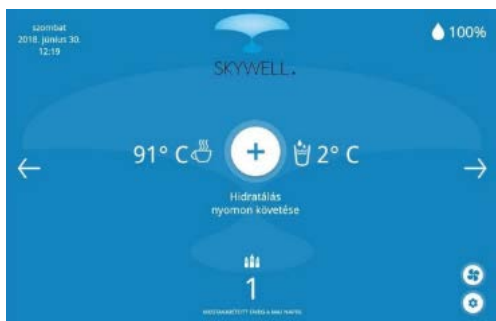 szombat
2018. június 30.
12:19
100%
SKYWELL.
91° C
2° C
Hidratálás
nyomon követése
1